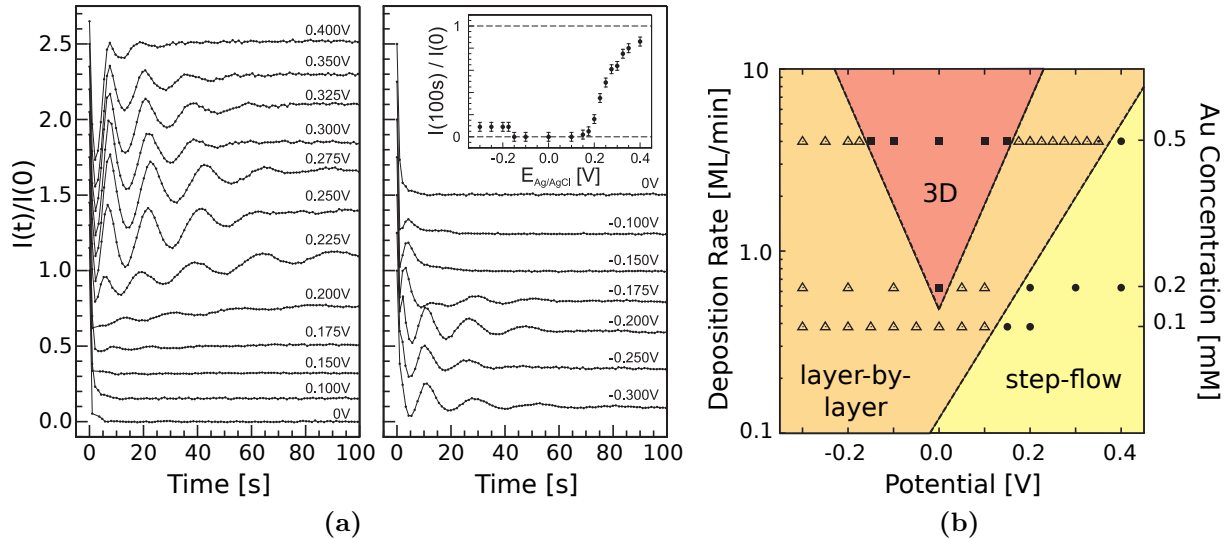 2.5
2.0
1.5
1.0
0.5
0.0
I(t)/I(0)
0.400V
0.350V
0.325V
0.300V
0.275V
0.250V
0.225V
0.200V
0.175V
0.150V
0.100V
0V
0 20 40 60 80 100
Time [s]
1
0
I(100s) / I(0)
-0.2 0.0 0.2 0.4
E Ag/AgCl [V]
0V
-0.100V
-0.150V
-0.175V
-0.200V
-0.250V
-0.300V
0 20 40 60 80 100
Time [s]
(a)
10
1.0
0.1
Deposition Rate [ML/min]
3D
layer-by-
layer
step-flow
0.5
0.2
0.1
Au Concentration [mM]
-0.2 0.0 0.2 0.4
Potential [V]
(b)